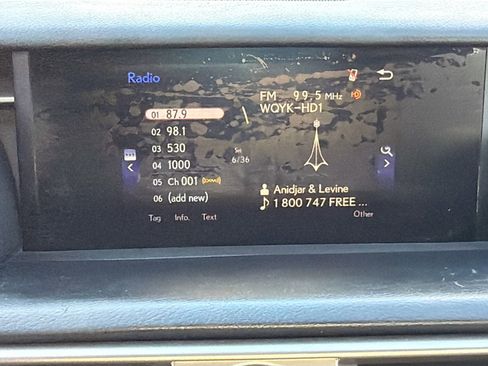 Radio
FM 99.5 MHz
WQYK-HD1
01 87.9
02 98.1
03 530
04 1000
05 Ch 001
06 (add new)
Set
6/36
Anidjar & Levine
1 800 747 FREE ...
Tag Info. Text Other